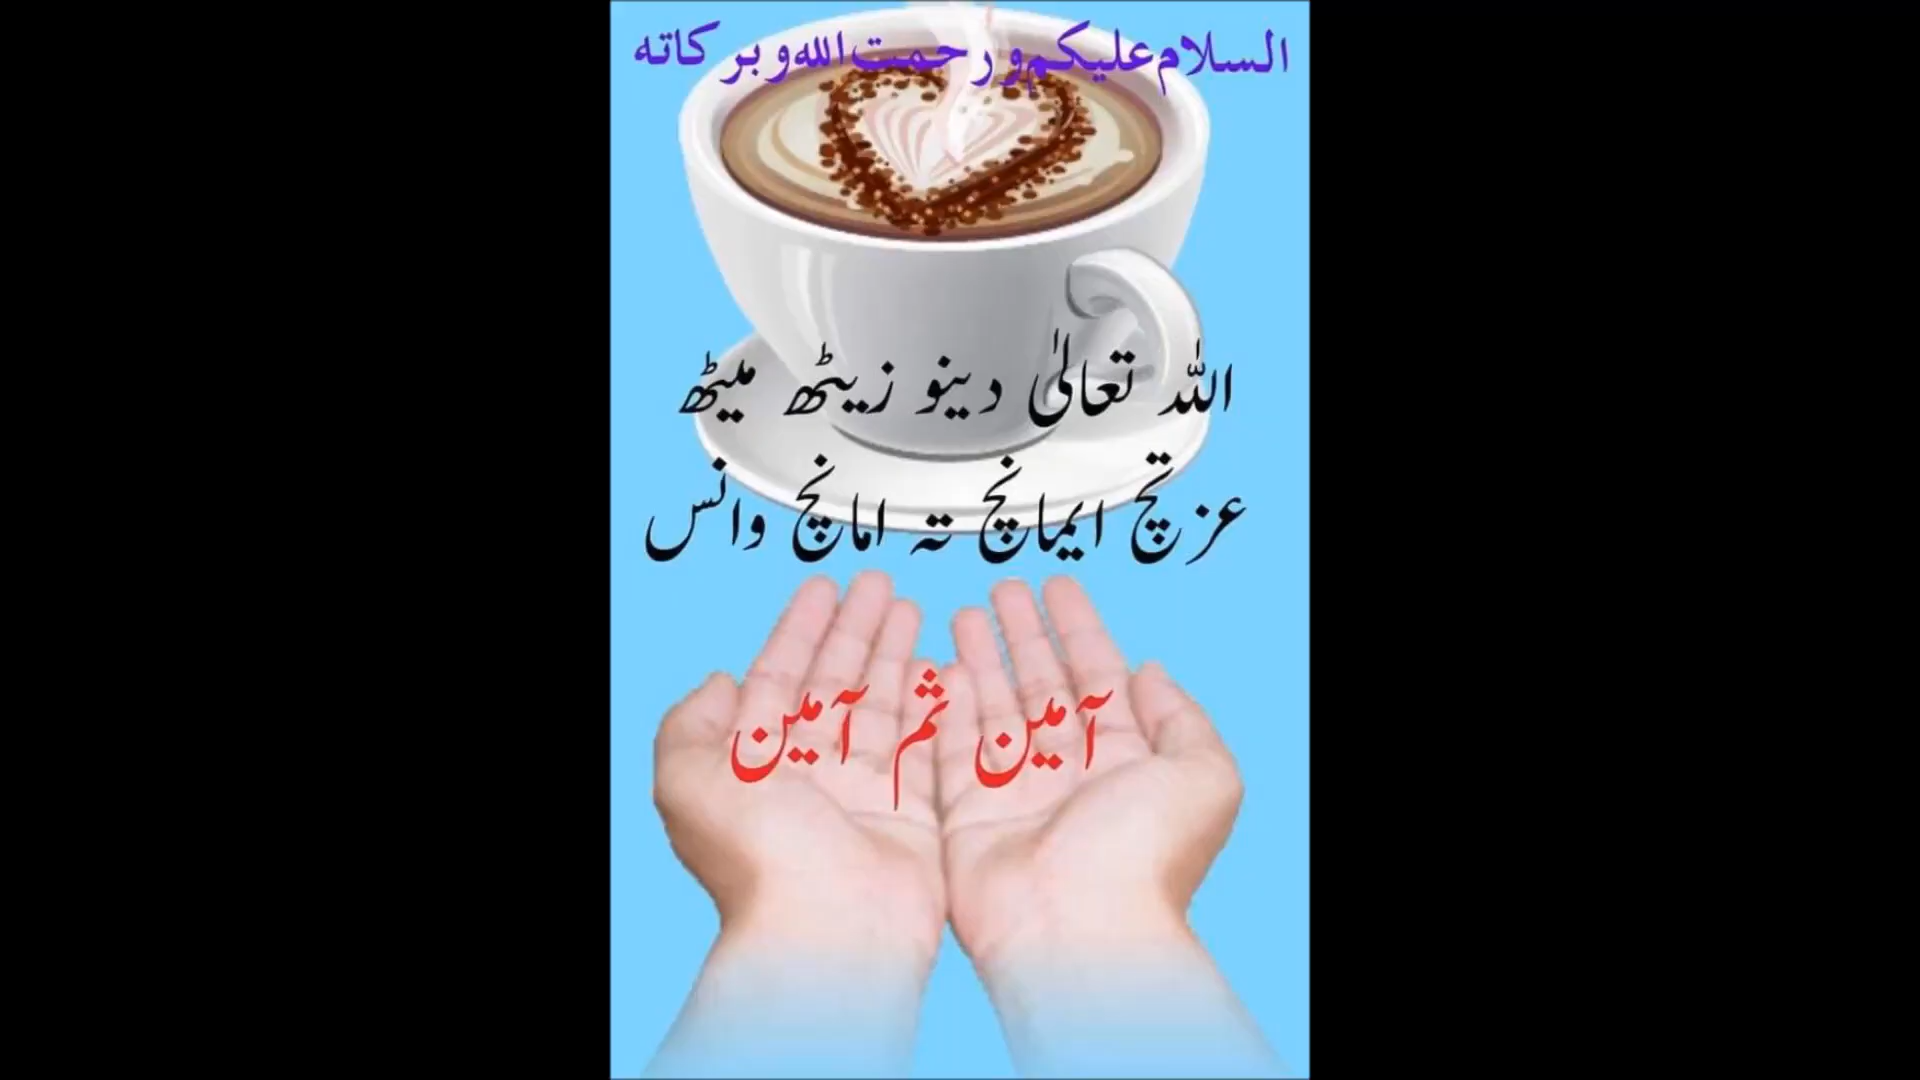 السلام علیکم ورحمت اللہ وبرکاتہ
اللہ تعالیٰ دینو زیٹھ میٹھ
عزتچ ایمانچ تہ امانچ وانس
آمین ثم آمین